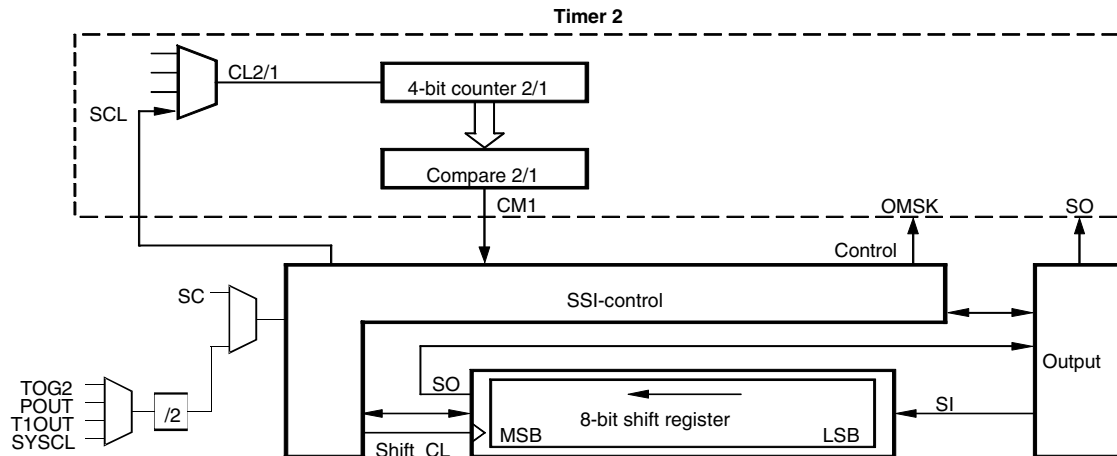 Timer 2
CL2/1
4-bit counter 2/1
SCL
Compare 2/1
CM1
OMSK
SO
Control
SC
SSI-control
TOG2
POUT
T1OUT
SYSCL
/2
SO
Output
8-bit shift register
SI
MSB
LSB
Shift_CL